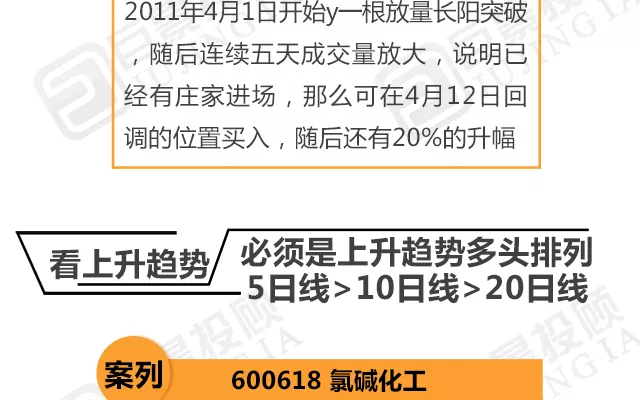 2011年4月1日开始y一根放量长阳突破
，随后连续五天成交量放大，说明已
经有庄家进场，那么可在4月12日回
调的位置买入，随后还有20%的升幅
看上升趋势
必须是上升趋势多头排列
5日线>10日线>20日线
案列
600618 氯碱化工